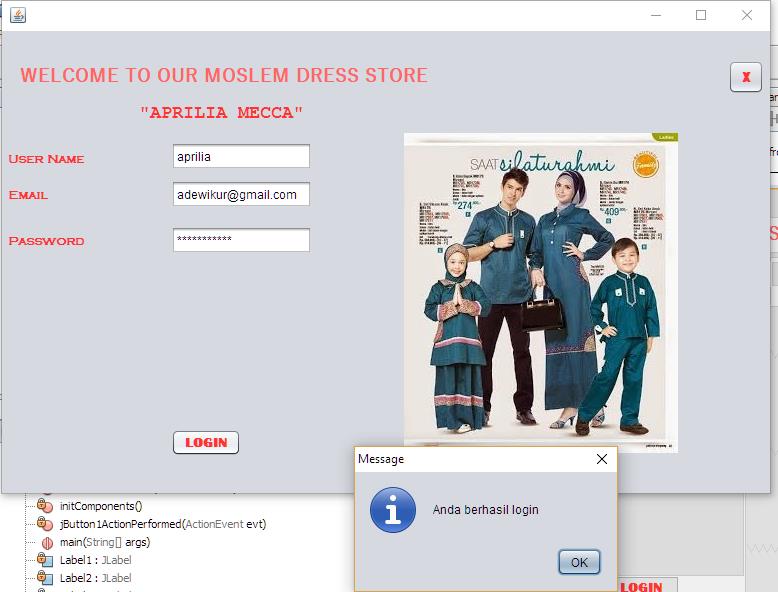 WELCOME TO OUR MOSLEM DRESS STORE
X
"APRILIA MECCA"
USER NAME
aprilia
EMAIL
adewikur@gmail.com
PASSWORD
***********
LOGIN
Ladies
SAAT silaturahmi
Family
274
409
Message
Anda berhasil login
OK
initComponents()
jButton1ActionPerformed(ActionEvent evt)
main(String[] args)
Label1 : JLabel
Label2 : JLabel
LOGIN